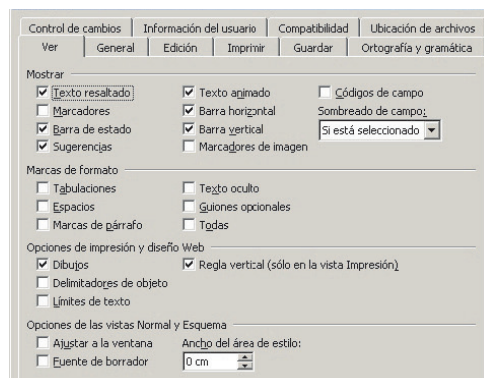 Control de cambios Información del usuario Compatibilidad Ubicación de archivos
Ver General Edición Imprimir Guardar Ortografía y gramática
Mostrar
Texto resaltado Texto animado Códigos de campo
Marcadores Barra horizontal Sombreado de campo:
Barra de estado Barra vertical Si está seleccionado
Sugerencias Marcadores de imagen
Marcas de formato
Tabulaciones Texto oculto
Espacios Guiones opcionales
Marcas de párrafo Todas
Opciones de impresión y diseño Web
Dibujos Regla vertical (sólo en la vista Impresión)
Delimitadores de objeto
Límites de texto
Opciones de las vistas Normal y Esquema
Ajustar a la ventana Ancho del área de estilo:
Fuente de borrador 0 cm